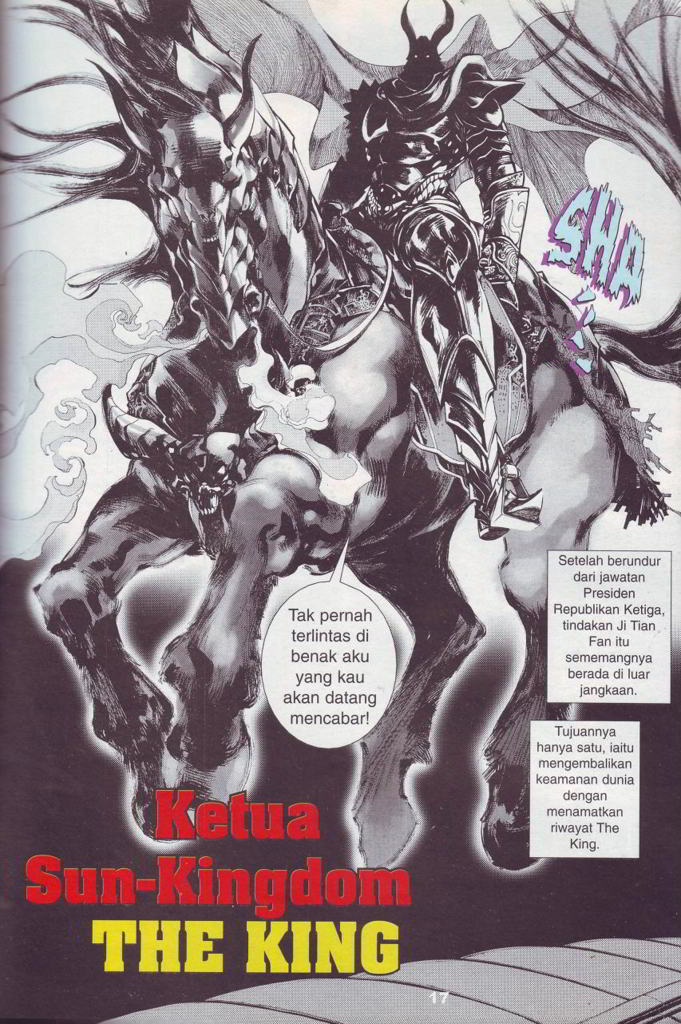 SHA
Setelah berundur
dari jawatan
Presiden
Republikan Ketiga,
tindakan Ji Tian
Fan itu
sememangnya
berada di luar
jangkaan.
Tak pernah
terlintas di
benak aku
yang kau
akan datang
mencabar!
Tujuannya
hanya satu, iaitu
mengembalikan
keamanan dunia
dengan
menamatkan
riwayat The
King.
Ketua
Sun-Kingdom
THE KING
17